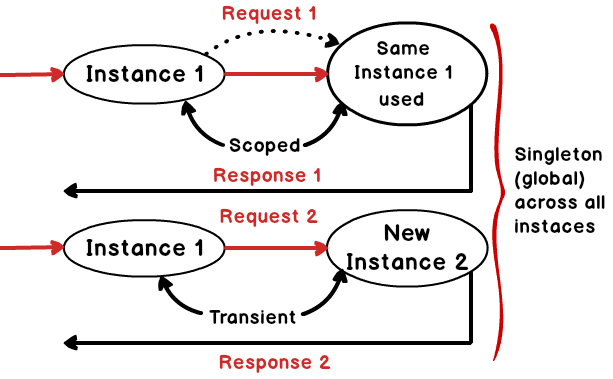 Request 1
Instance 1
Same
Instance 1
used
Scoped
Response 1
Singleton
(global)
across all
instaces
Request 2
Instance 1
New
Instance 2
Transient
Response 2